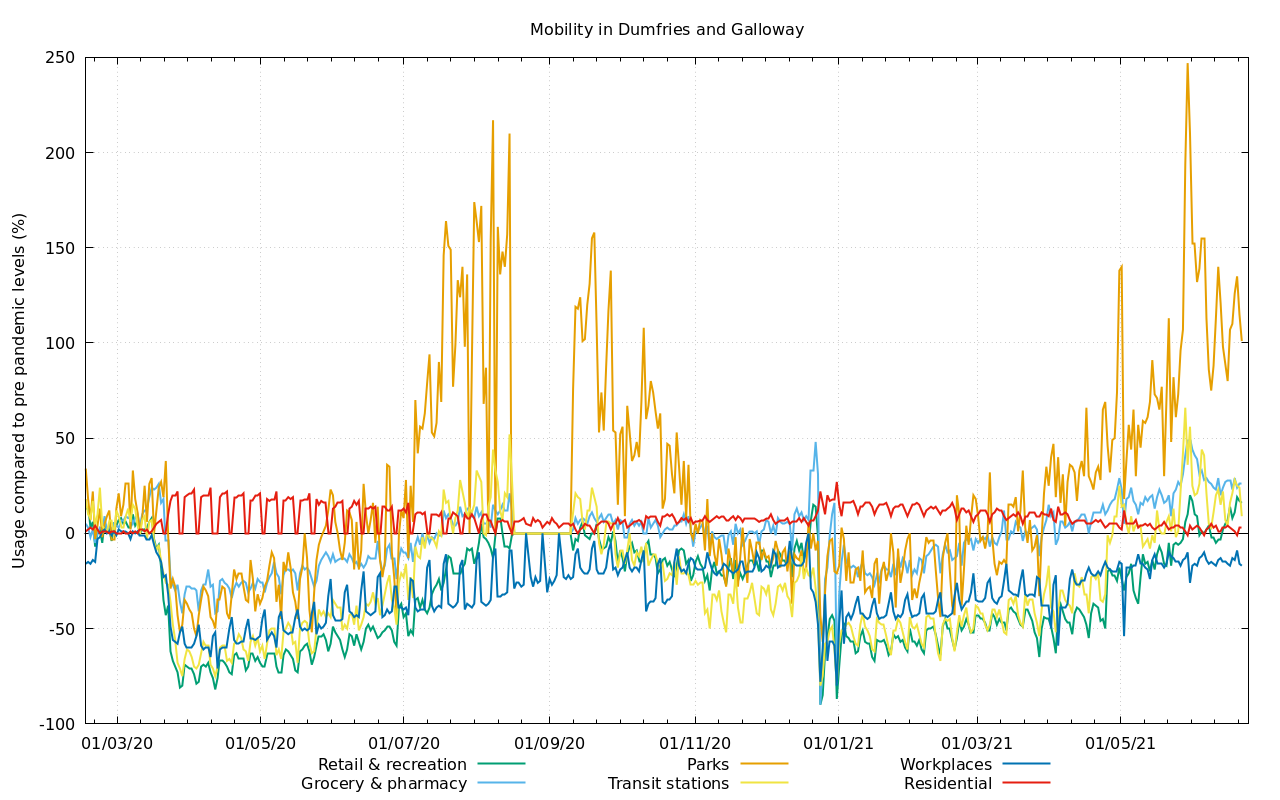 Mobility in Dumfries and Galloway
Usage compared to pre pandemic levels (%)
250
200
150
100
50
0
-50
-100
01/03/20 01/05/20 01/07/20 01/09/20 01/11/20 01/01/21 01/03/21 01/05/21
Retail & recreation Parks Workplaces
Grocery & pharmacy Transit stations Residential